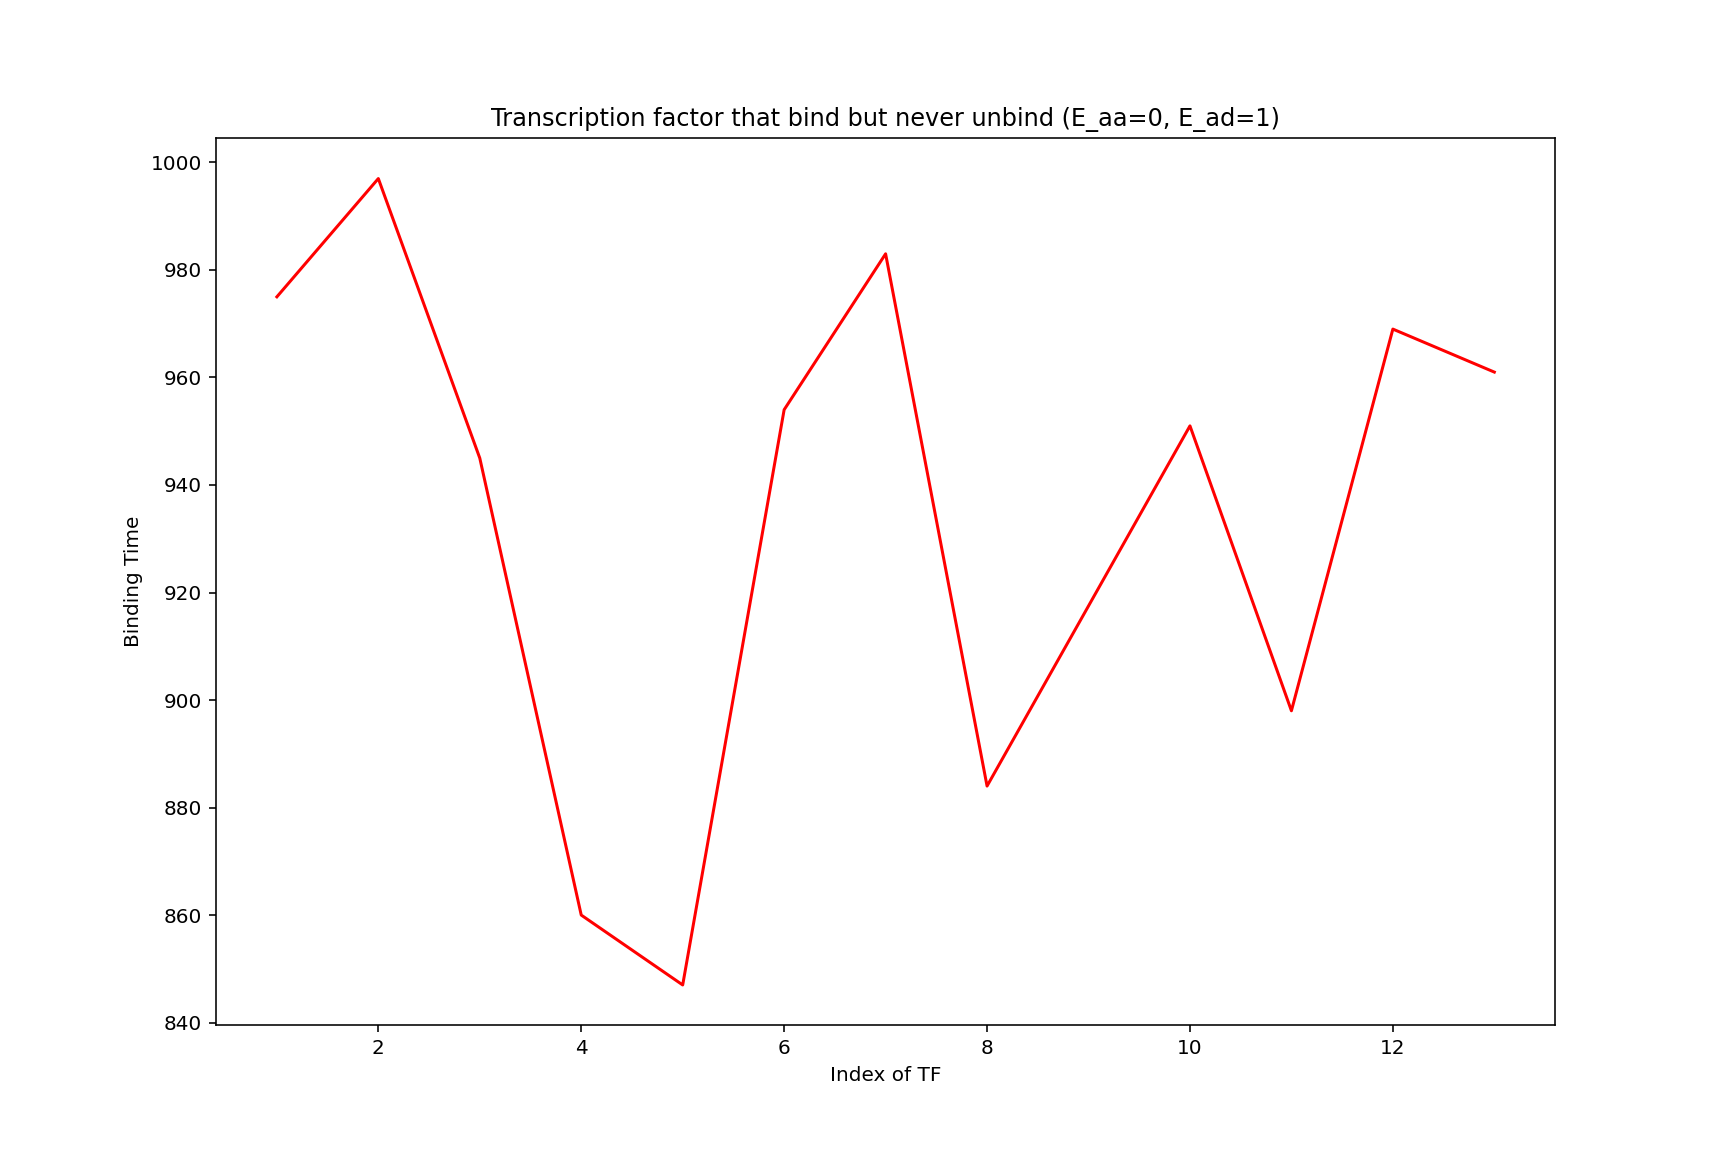 Transcription factor that bind but never unbind (E_aa=0, E_ad=1)
1000
980
960
940
920
900
880
860
840
Binding Time
2 4 6 8 10 12
Index of TF